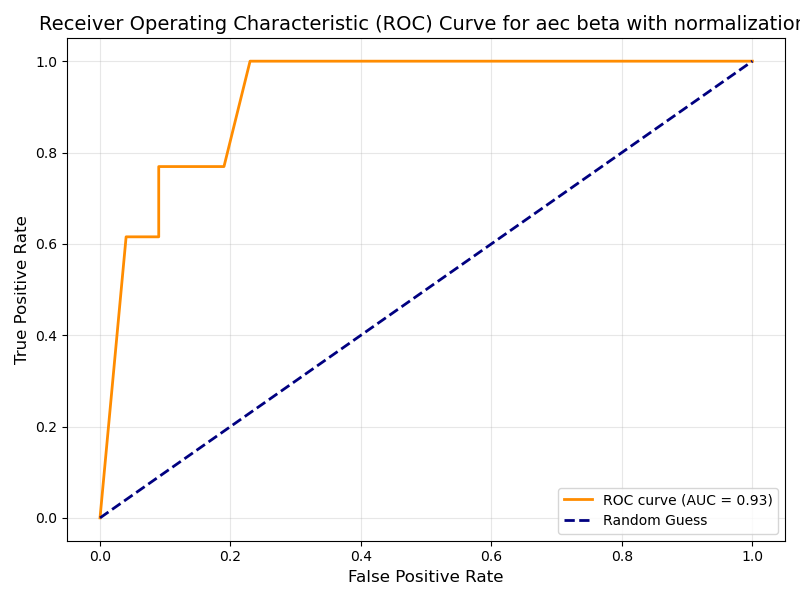 Receiver Operating Characteristic (ROC) Curve for aec beta with normalization
1.0
0.8
0.6
0.4
0.2
0.0
True Positive Rate
0.0 0.2 0.4 0.6 0.8 1.0
False Positive Rate
ROC curve (AUC = 0.93)
Random Guess